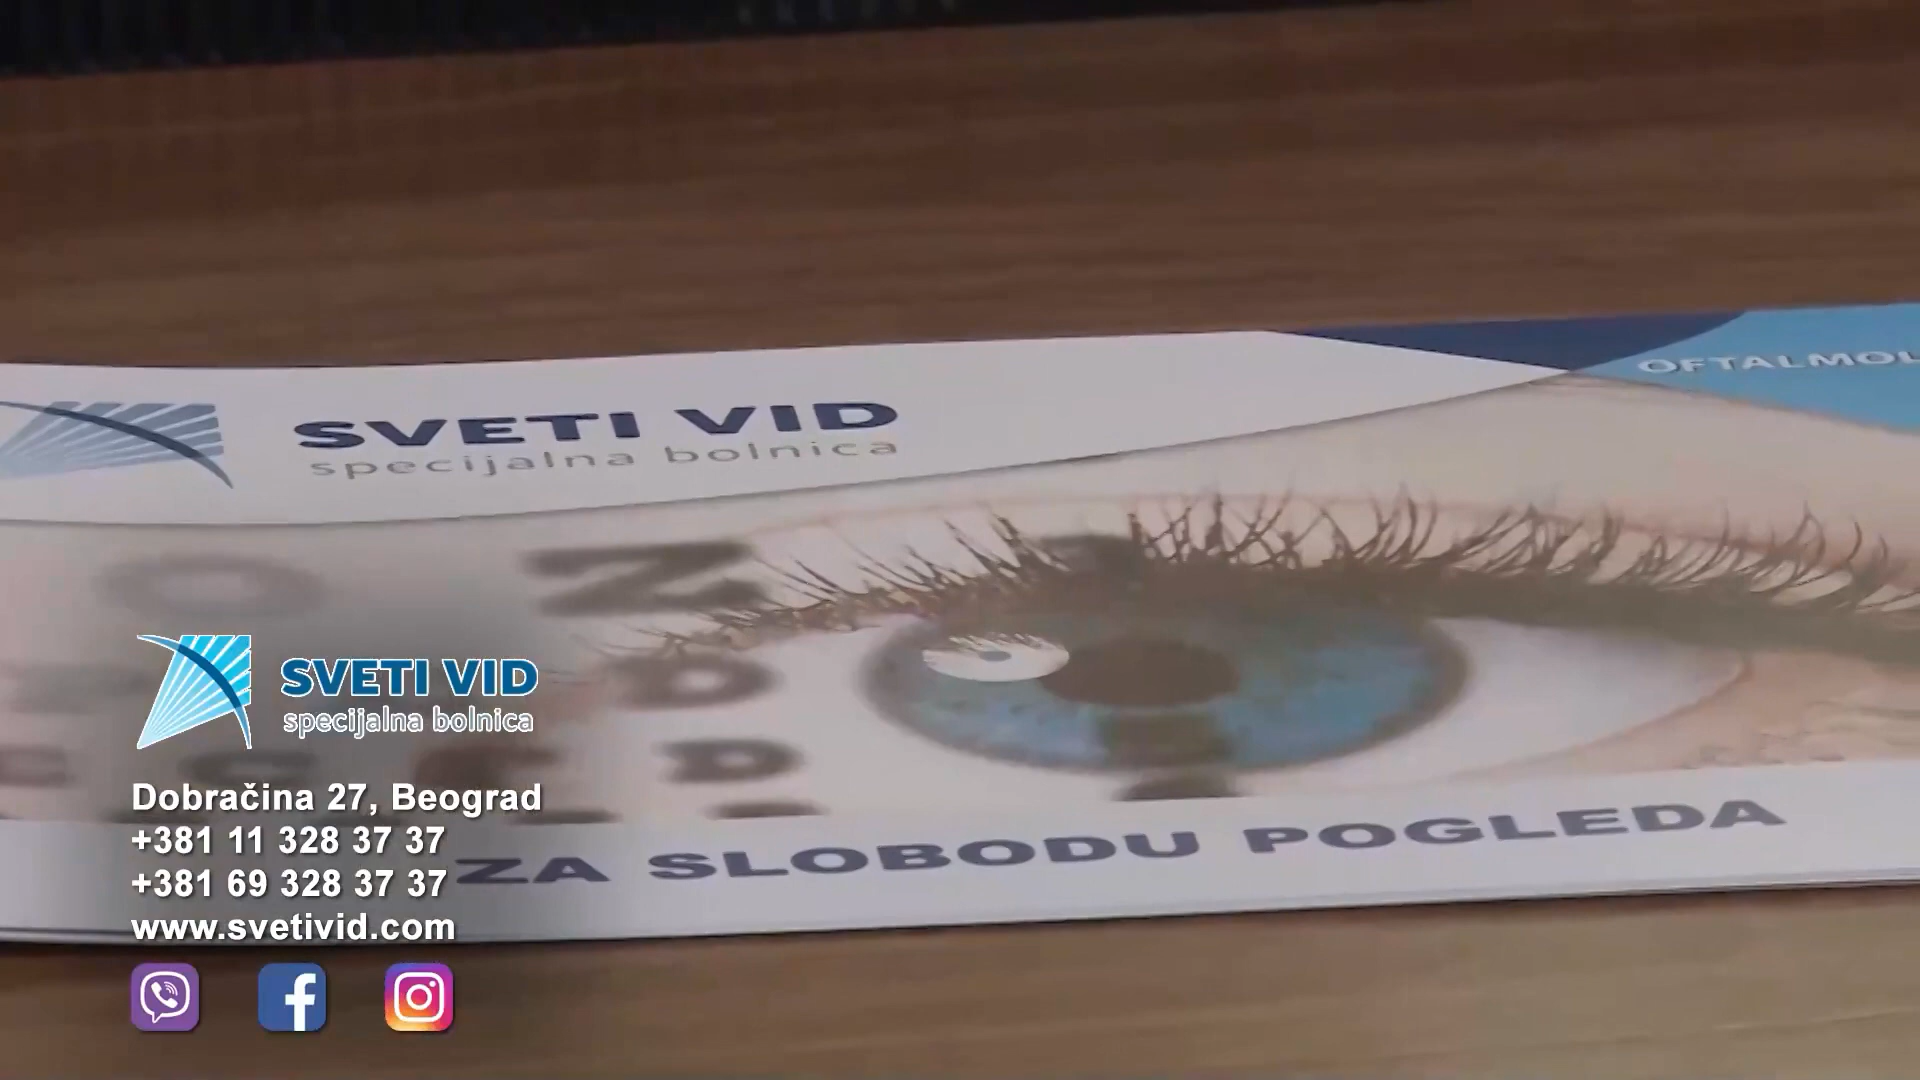 SVETI VID
specijalna bolnica
OFTALMOL
O N
D
D
ZA SLOBODU POGLEDA
SVETI VID
specijalna bolnica
Dobračina 27, Beograd
+381 11 328 37 37
+381 69 328 37 37
www.svetivid.com